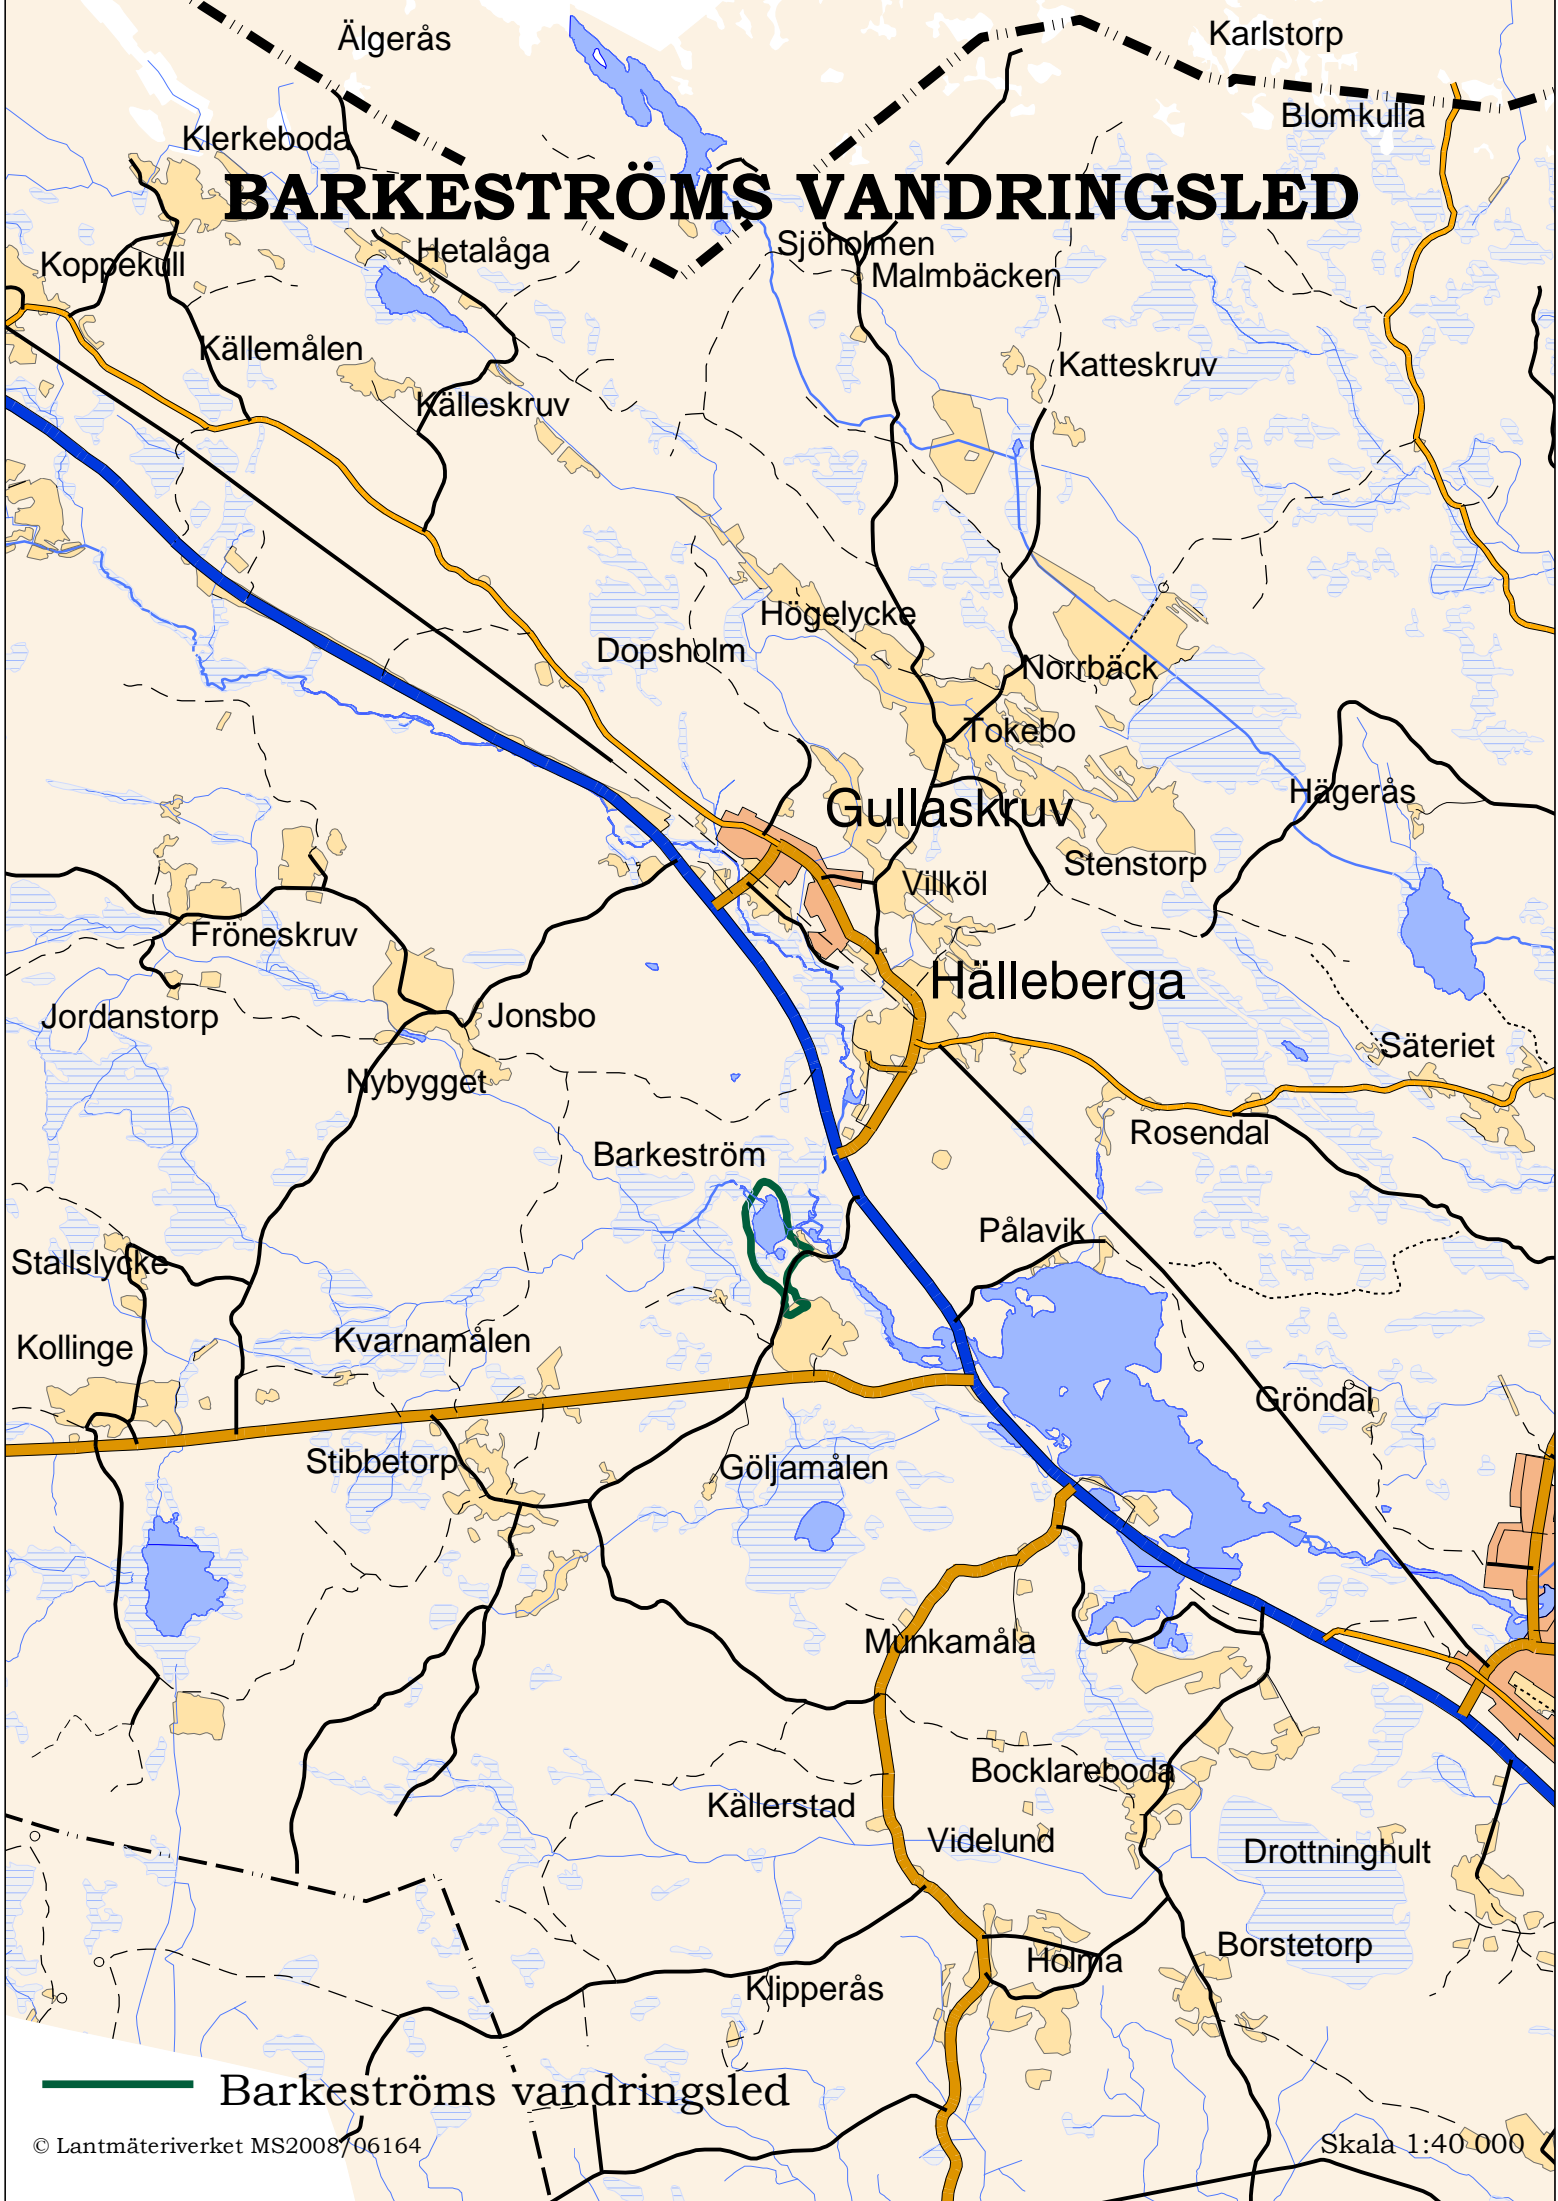 Älgerås
Karlstorp
Blomkulla
Klerkeboda
BARKESTRÖMS VANDRINGSLED
Hetalåga
Sjöholmen
Koppekull
Malmbäcken
Källemålen
Katteskruv
Källeskruv
Högelycke
Dopsholm
Norrbäck
Tokebo
Hägerås
Gullaskruv
Stenstorp
Villköl
Fröneskruv
Hälleberga
Jordanstorp
Jonsbo
Säteriet
Nybygget
Rosendal
Barkeström
Pålavik
Stallslycke
Kvarnamålen
Kollinge
Gröndal
Stibbetorp
Göljamålen
Munkamåla
Bocklareboda
Källerstad
Videlund
Drottninghult
Borstetorp
Holma
Klipperås
Barkeströms vandringsled
© Lantmäteriverket MS2008/06164
Skala 1:40 000